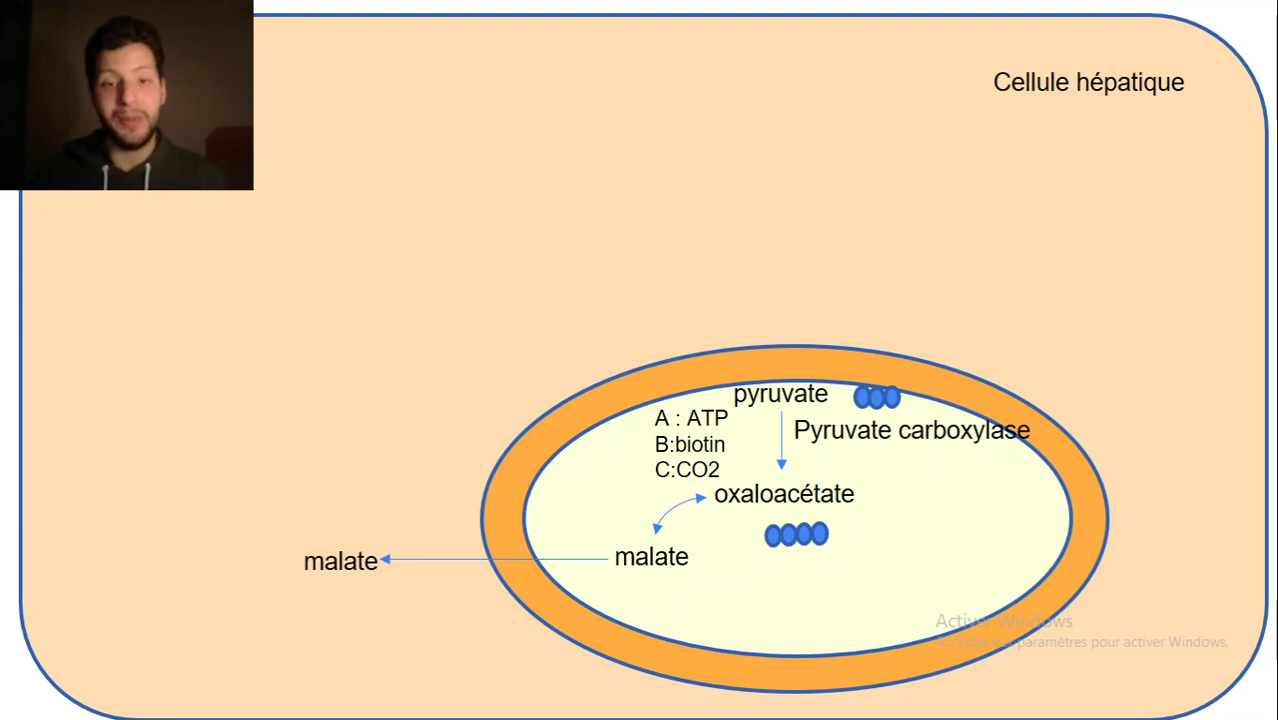 Cellule hépatique
pyruvate
A : ATP
Pyruvate carboxylase
B:biotin
C:CO2
oxaloacétate
malate
malate
Activer Windows
Accédez aux paramètres pour activer Windows.